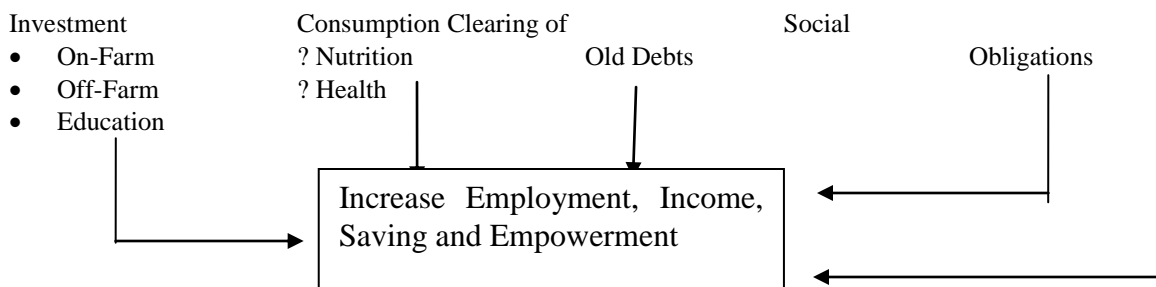 Investment Consumption Clearing of Social
• On-Farm ? Nutrition Old Debts Obligations
• Off-Farm ? Health
• Education
Increase Employment, Income,
Saving and Empowerment